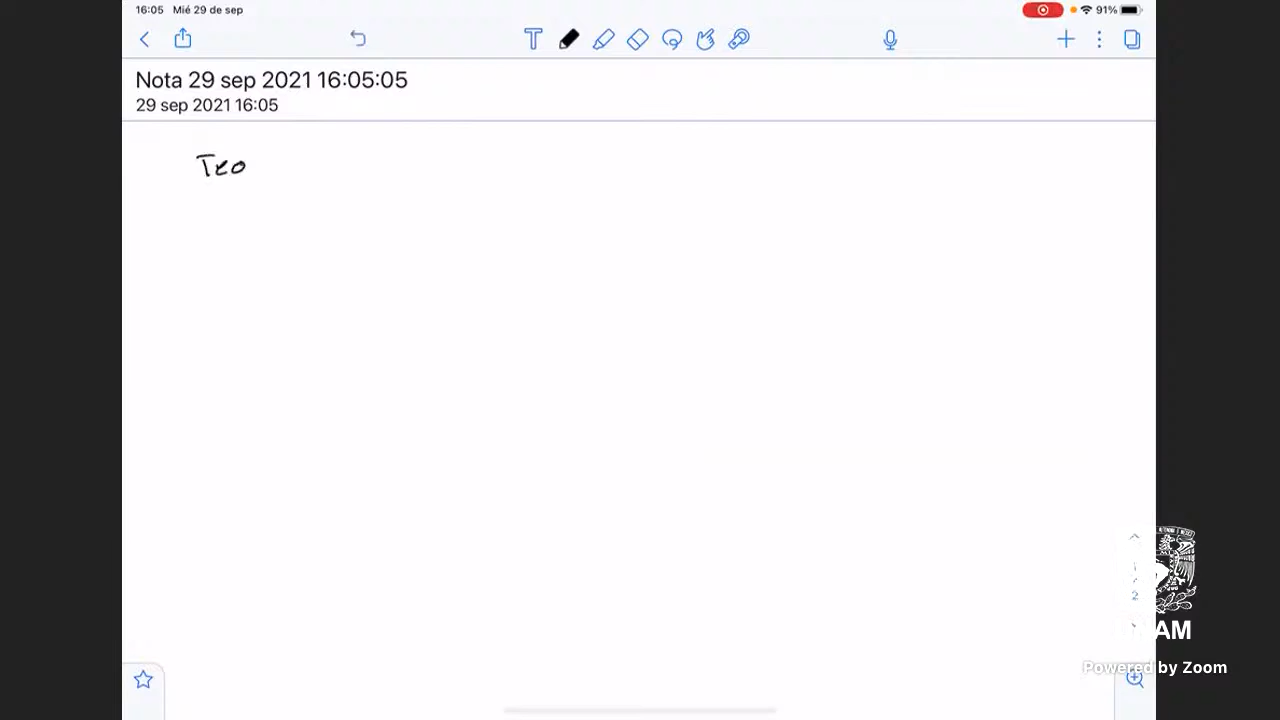 16:05 Mié 29 de sep 91%
Nota 29 sep 2021 16:05:05
29 sep 2021 16:05
Teo
2
AM
Powered by Zoom